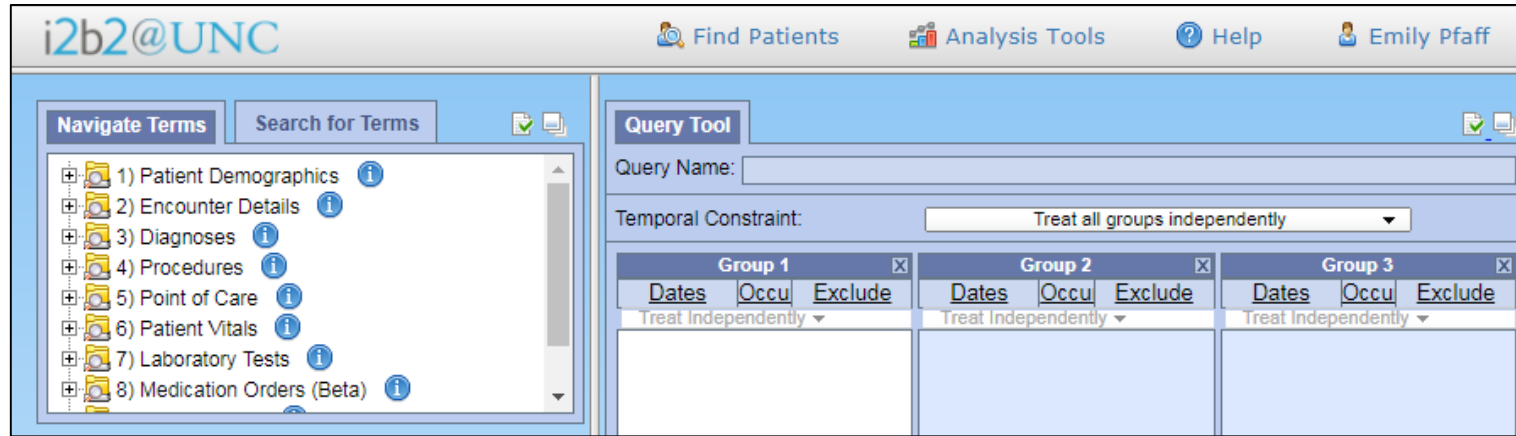 i2b2@UNC
Find Patients Analysis Tools Help Emily Pfaff
Navigate Terms Search for Terms
1) Patient Demographics
2) Encounter Details
3) Diagnoses
4) Procedures
5) Point of Care
6) Patient Vitals
7) Laboratory Tests
8) Medication Orders (Beta)
Query Tool
Query Name:
Temporal Constraint: Treat all groups independently
Group 1 Group 2 Group 3
Dates Occu Exclude Dates Occu Exclude Dates Occu Exclude
Treat Independently Treat Independently Treat Independently